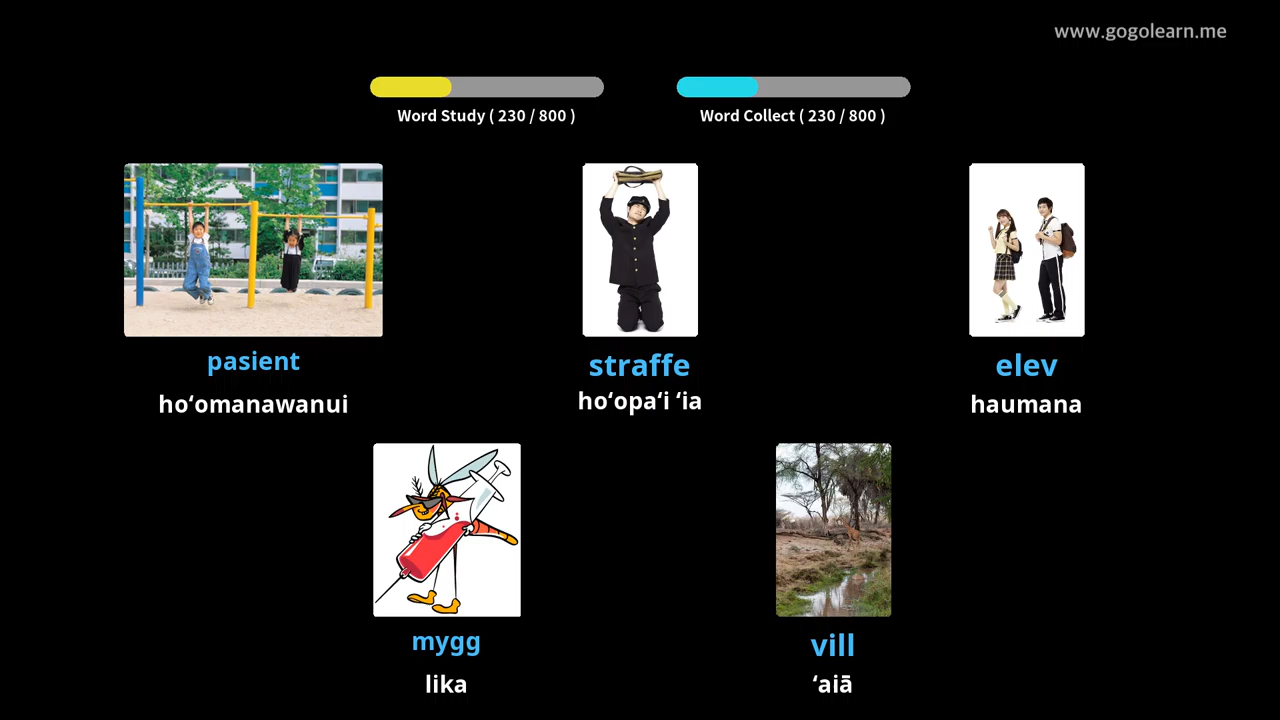 www.gogolearn.me
Word Study ( 230 / 800 )
Word Collect ( 230 / 800 )
pasient
hoʻomanawanui
straffe
hoʻopaʻi ʻia
elev
haumana
mygg
lika
vill
ʻaiā